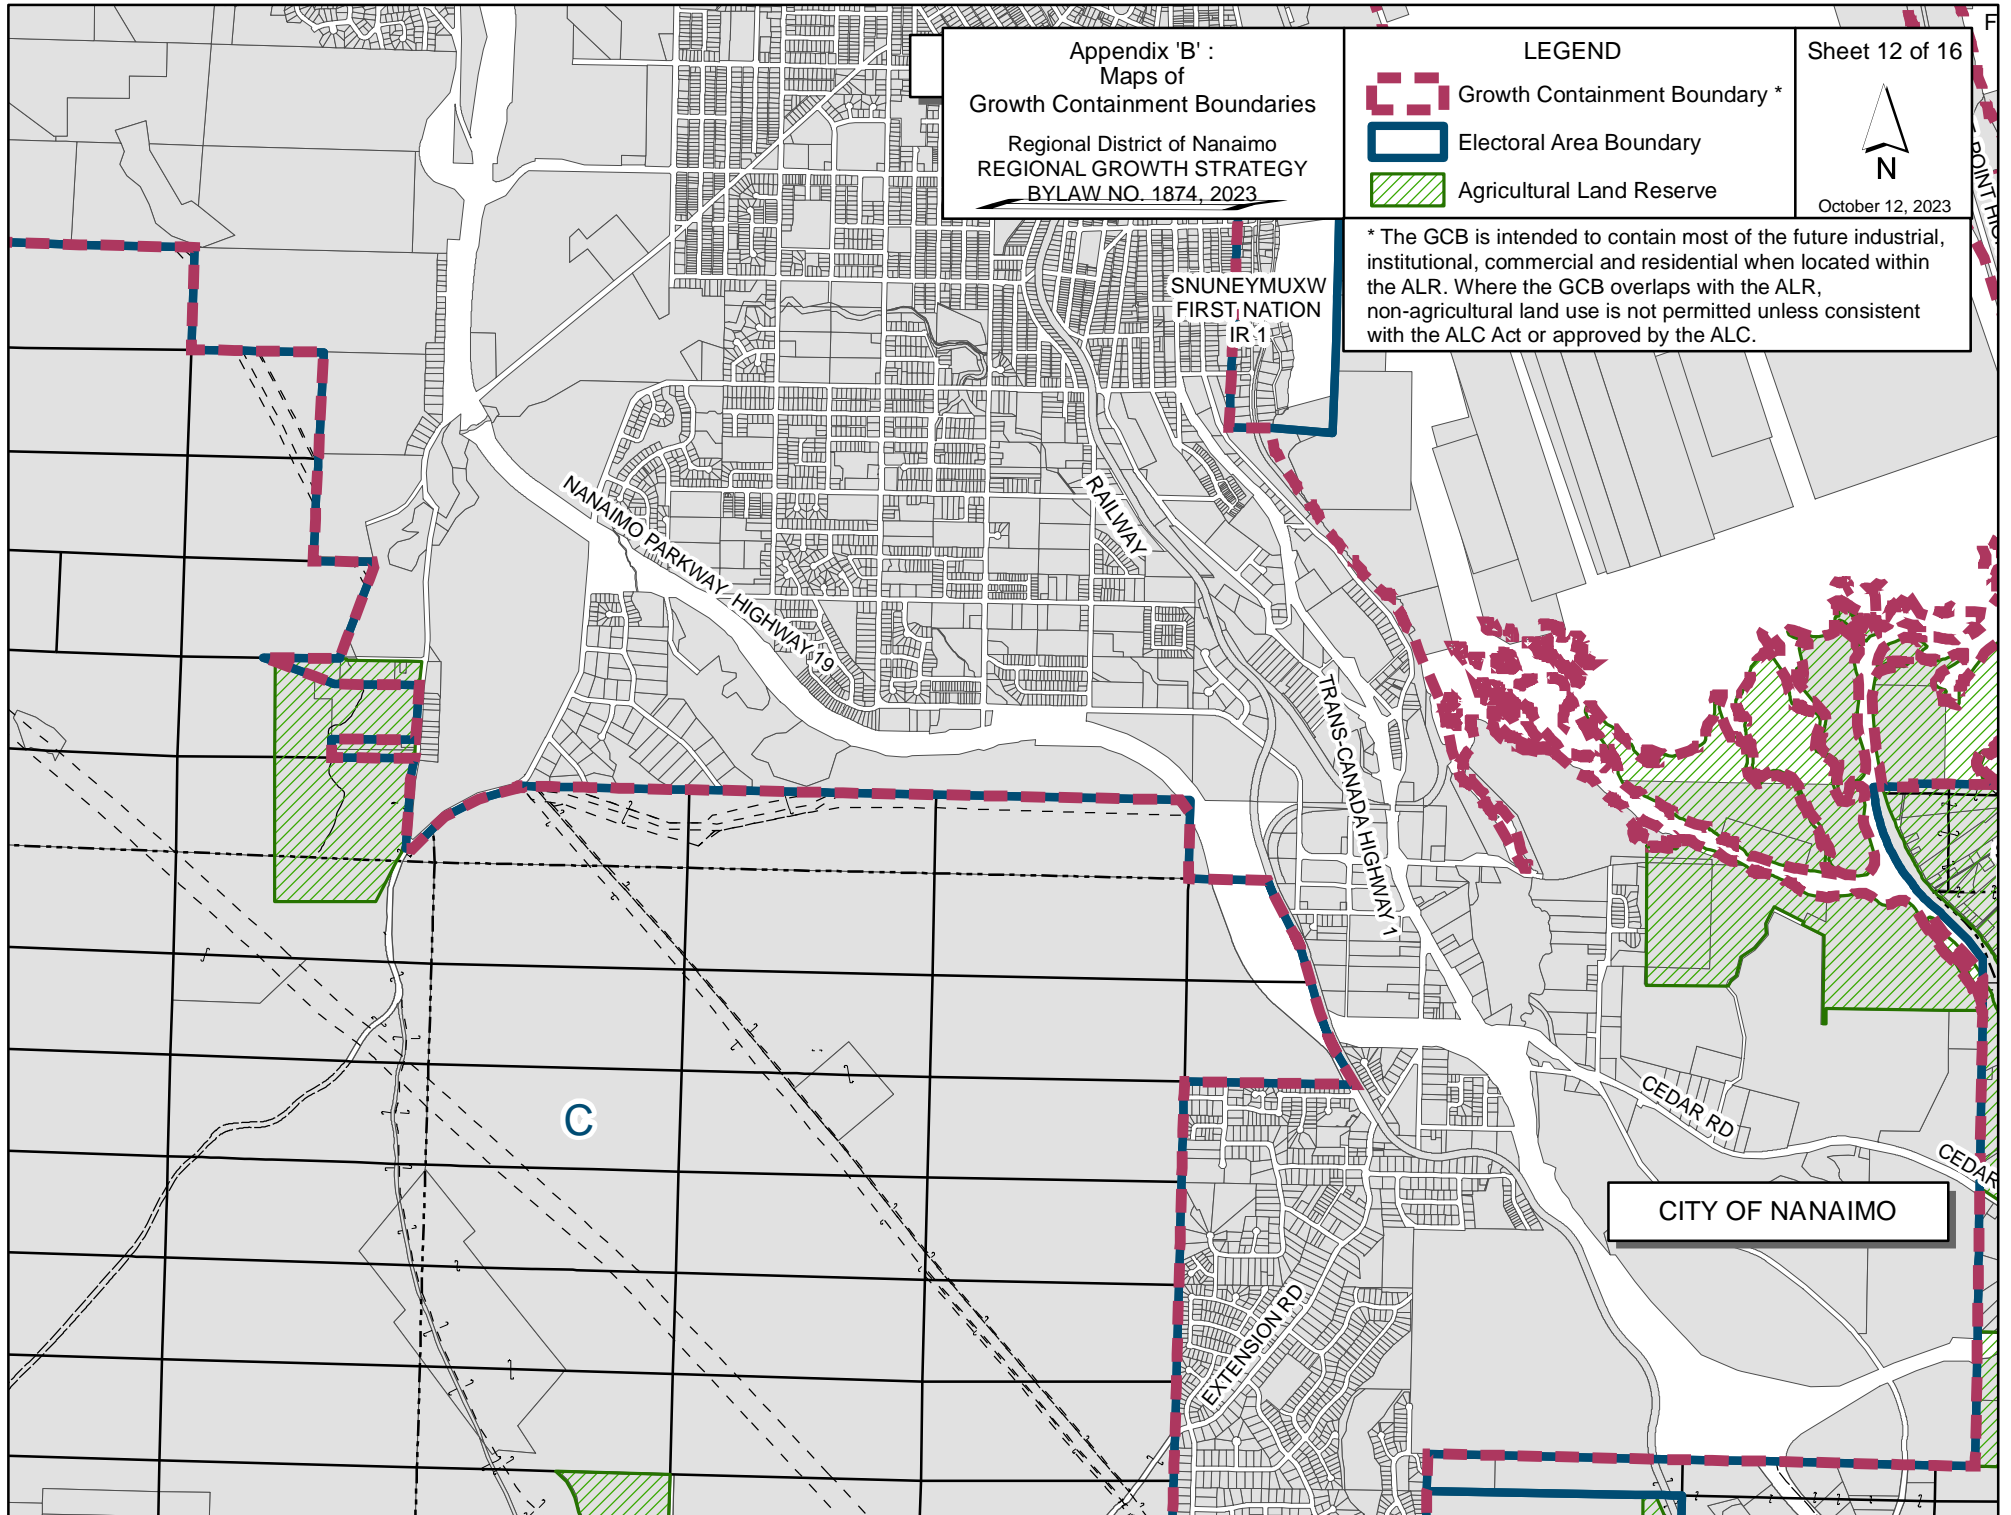 Appendix 'B' :
Maps of
Growth Containment Boundaries
Regional District of Nanaimo
REGIONAL GROWTH STRATEGY
BYLAW NO. 1874, 2023
LEGEND
Growth Containment Boundary *
Electoral Area Boundary
Agricultural Land Reserve
Sheet 12 of 16
N
October 12, 2023
* The GCB is intended to contain most of the future industrial,
institutional, commercial and residential when located within
the ALR. Where the GCB overlaps with the ALR,
non-agricultural land use is not permitted unless consistent
with the ALC Act or approved by the ALC.
F
POINT
SNUNEYMUXW
FIRST NATION
IR 1
NANAIMO PARKWAY HIGHWAY 19
RAILWAY
TRANS-CANADA HIGHWAY 1
C
CEDAR RD
CEDAR
CITY OF NANAIMO
EXTENSION RD